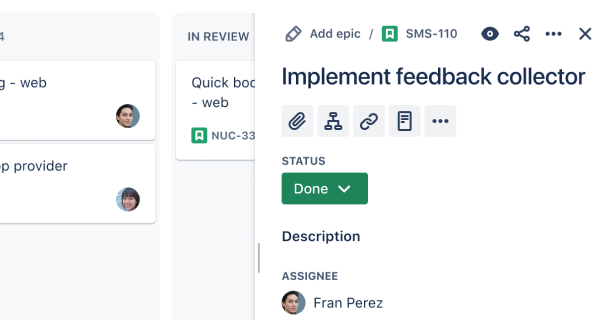 4
IN REVIEW
g - web
p provider
Quick boo
- web
NUC-33
Add epic / SMS-110
Implement feedback collector
STATUS
Done
Description
ASSIGNEE
Fran Perez